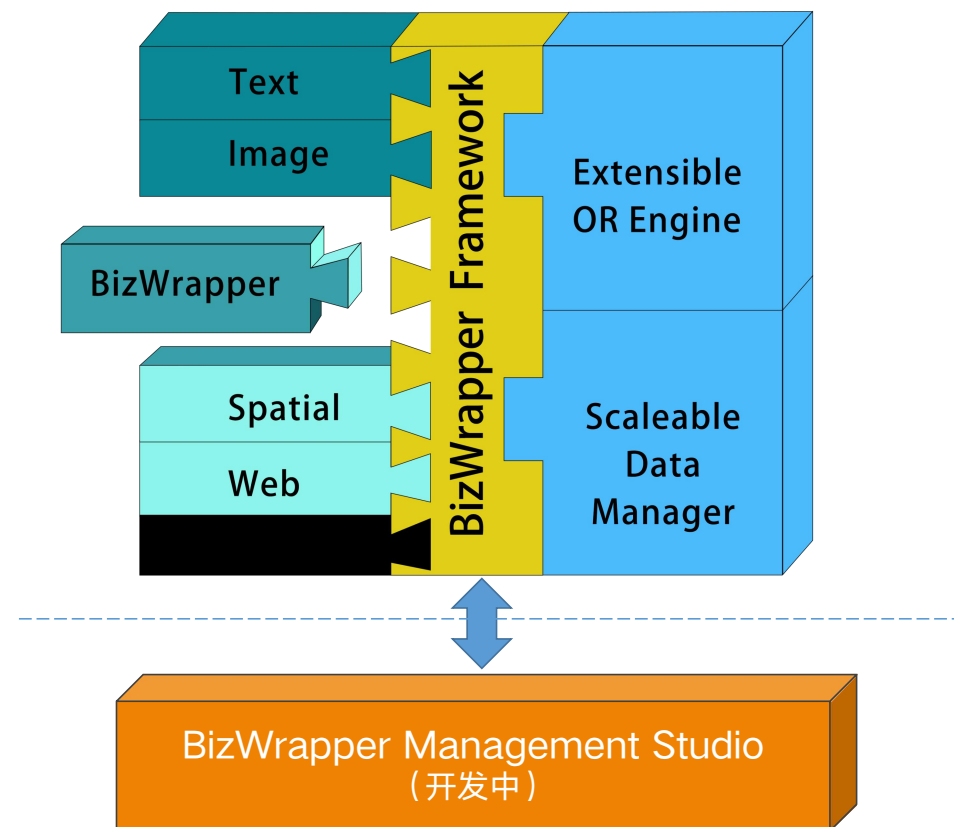 Text
Image
BizWrapper
Spatial
Web
BizWrapper Framework
Extensible
OR Engine
Scaleable
Data
Manager
BizWrapper Management Studio
(开发中)